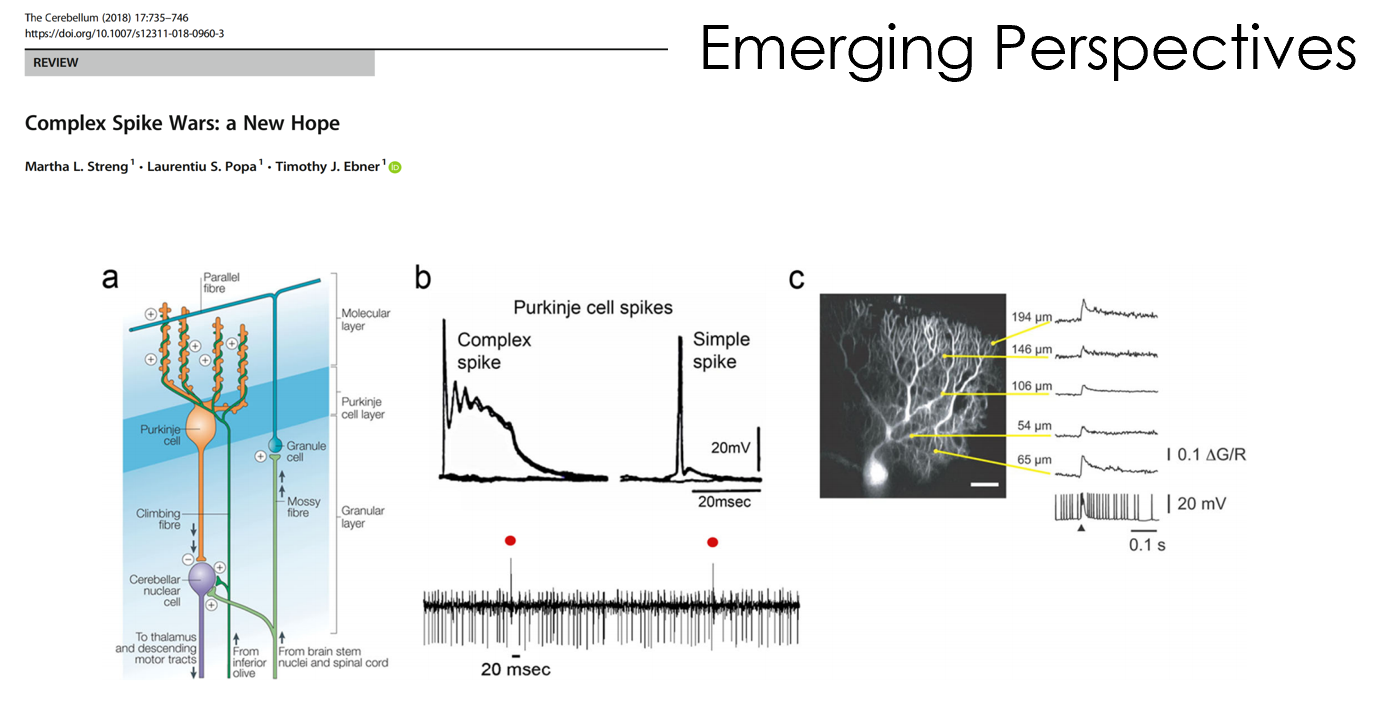 The Cerebellum (2018) 17:735–746
https://doi.org/10.1007/s12311-018-0960-3
REVIEW
Emerging Perspectives
Complex Spike Wars: a New Hope
Martha L. Streng1 · Laurentiu S. Popa1 · Timothy J. Ebner1 iD
a
Parallel
fibre
Molecular
layer
Purkinje
cell layer
Purkinje
cell
Granule
cell
Mossy
fibre
Climbing
fibre
Granular
layer
Cerebellar
nuclear
cell
To thalamus
and descending
motor tracts
From
inferior
olive
From brain stem
nuclei and spinal cord
+
+
+
+
+
+
−
+
+
b
Purkinje cell spikes
Complex
spike
Simple
spike
20mV
20msec
20 msec
c
194 µm
146 µm
106 µm
54 µm
65 µm
0.1 ΔG/R
20 mV
0.1 s